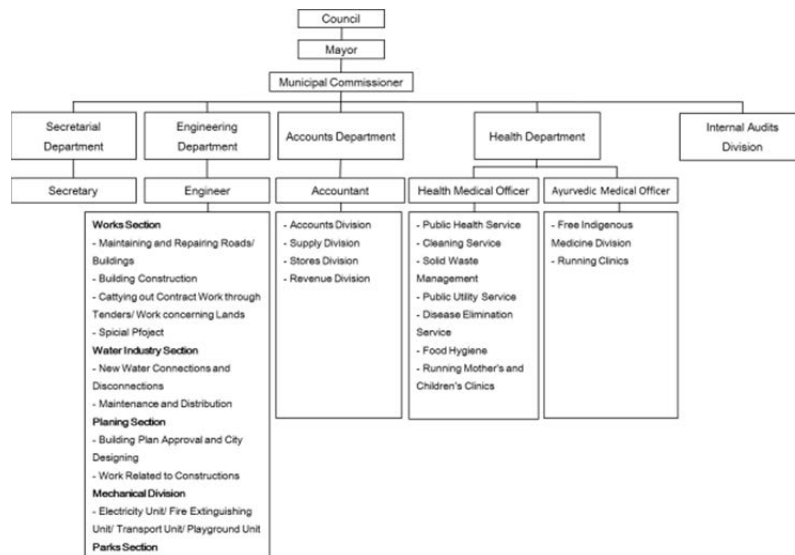 Council
Mayor
Municipal Commissioner
Secretarial
Department
Engineering
Department
Accounts Department
Health Department
Internal Audits
Division
Secretary
Engineer
Accountant
Health Medical Officer
Ayurvedic Medical Officer
Works Section
- Maintaining and Repairing Roads/
Buildings
- Building Construction
- Cattying out Contract Work through
Tenders/ Work concerning Lands
- Spicial Pfoject
Water Industry Section
- New Water Connections and
Disconnections
- Maintenance and Distribution
Planing Section
- Building Plan Approval and City
Designing
- Work Related to Constructions
Mechanical Division
- Electricity Unit/ Fire Extinguishing
Unit/ Transport Unit/ Playground Unit
Parks Section
- Accounts Division
- Supply Division
- Stores Division
- Revenue Division
- Public Health Service
- Cleaning Service
- Solid Waste
Management
- Public Utility Service
- Disease Elimination
Service
- Food Hygiene
- Running Mother's and
Children's Clinics
- Free Indigenous
Medicine Division
- Running Clinics